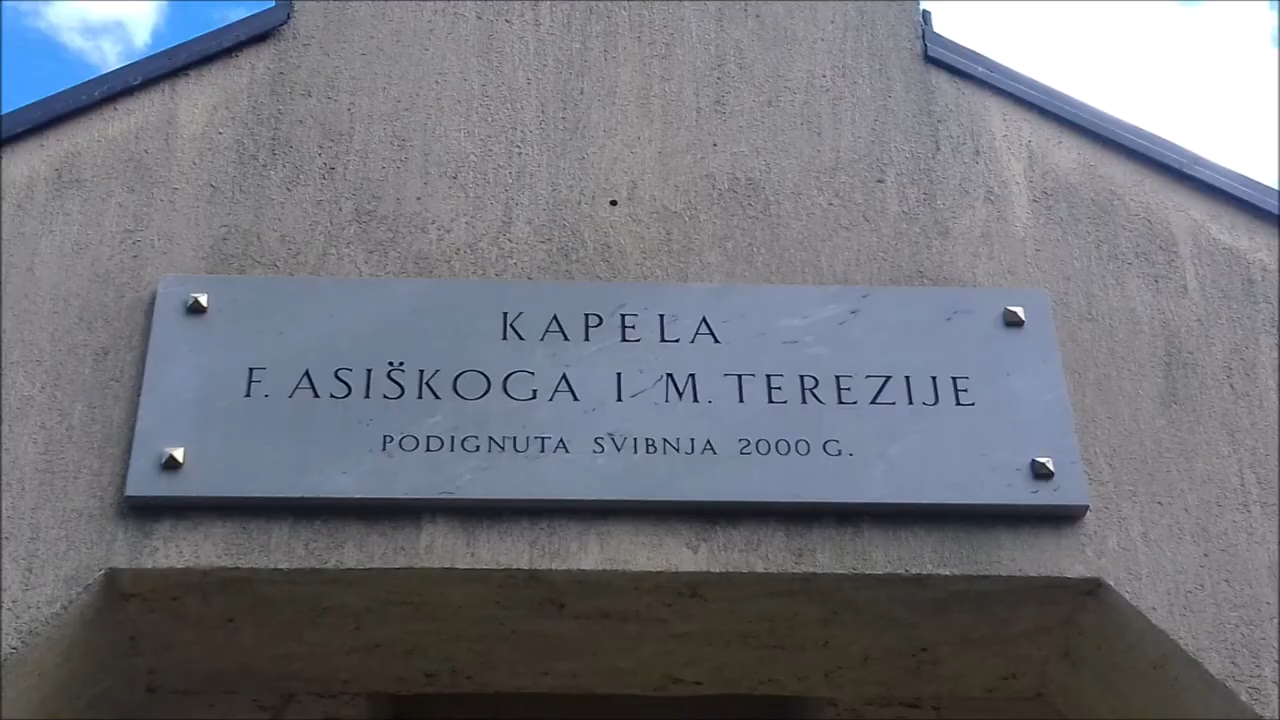 KAPELA
F. ASIŠKOGA I M. TEREZIJE
PODIGNUTA SVIBNJA 2000 G.